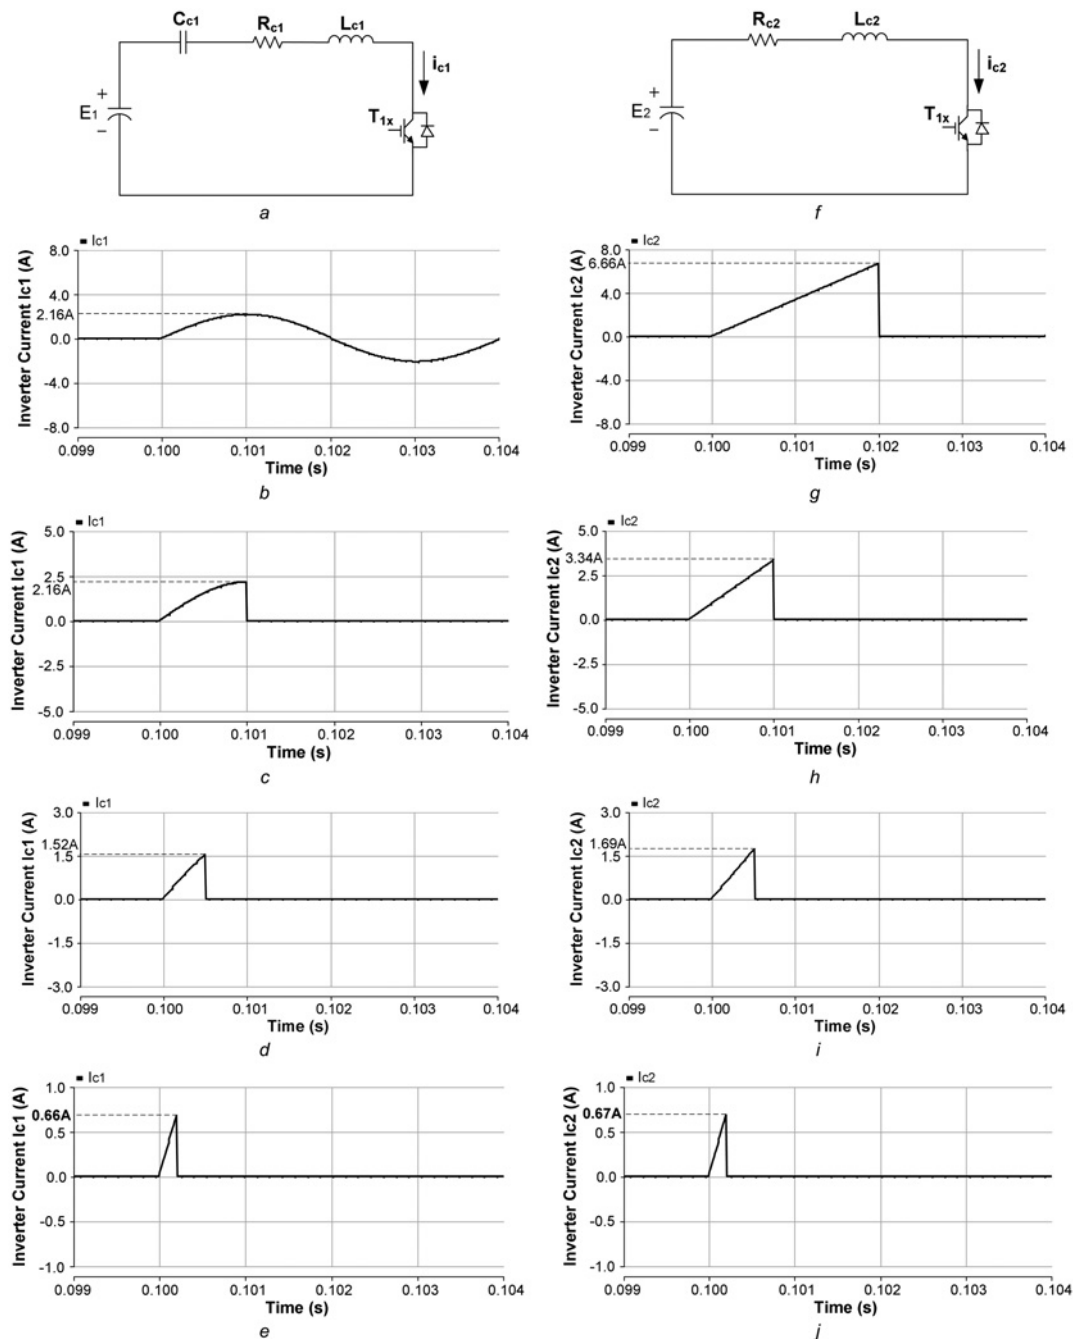 Cc1 Rc1 Lc1
ic1
+
E1
−
T1x
a
Rc2 Lc2
ic2
+
E2
−
T1x
f
Ic1
Inverter Current Ic1 (A)
8.0
4.0
2.16A
0.0
-4.0
-8.0
0.099 0.100 0.101 0.102 0.103 0.104
Time (s)
b
Ic2
Inverter Current Ic2 (A)
8.0
6.66A
4.0
0.0
-4.0
-8.0
0.099 0.100 0.101 0.102 0.103 0.104
Time (s)
g
Ic1
Inverter Current Ic1 (A)
5.0
2.5
2.16A
0.0
-2.5
-5.0
0.099 0.100 0.101 0.102 0.103 0.104
Time (s)
c
Ic2
Inverter Current Ic2 (A)
5.0
3.34A
2.5
0.0
-2.5
-5.0
0.099 0.100 0.101 0.102 0.103 0.104
Time (s)
h
Ic1
Inverter Current Ic1 (A)
3.0
1.52A
1.5
0.0
-1.5
-3.0
0.099 0.100 0.101 0.102 0.103 0.104
Time (s)
d
Ic2
Inverter Current Ic2 (A)
3.0
1.69A
1.5
0.0
-1.5
-3.0
0.099 0.100 0.101 0.102 0.103 0.104
Time (s)
i
Ic1
Inverter Current Ic1 (A)
1.0
0.66A
0.5
0.0
-0.5
-1.0
0.099 0.100 0.101 0.102 0.103 0.104
Time (s)
e
Ic2
Inverter Current Ic2 (A)
1.0
0.67A
0.5
0.0
-0.5
-1.0
0.099 0.100 0.101 0.102 0.103 0.104
Time (s)
j